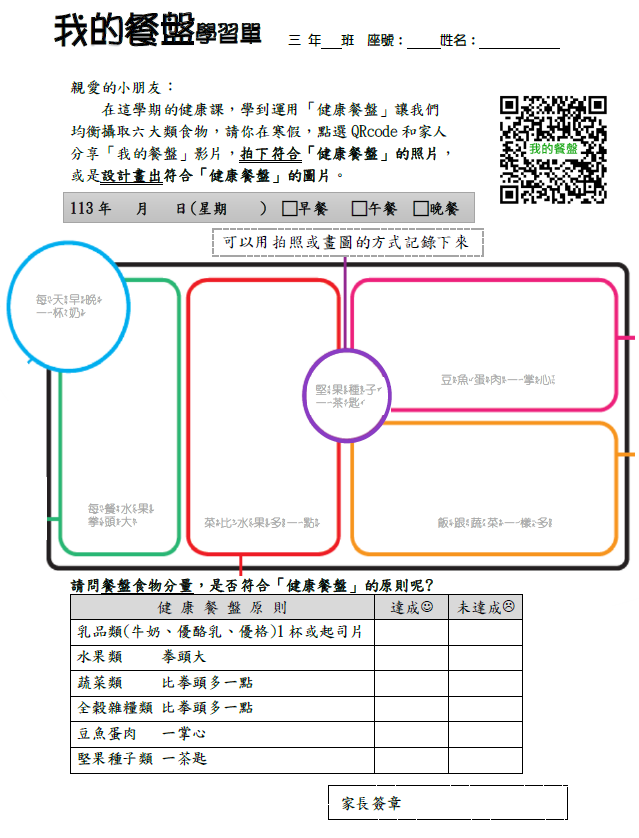 我的餐盤學習單 三 年__班 座號：____姓名：__________
親愛的小朋友：
在這學期的健康課，學到運用「健康餐盤」讓我們
均衡攝取六大類食物，請你在寒假，點選 QRcode 和家人
分享「我的餐盤」影片，拍下符合「健康餐盤」的照片，
或是設計畫出符合「健康餐盤」的圖片。
我的餐盤
113 年 月 日(星期 ) □早餐 □午餐 □晚餐
可以用拍照或畫圖的方式記錄下來
每天早晚
一杯奶
每餐水果
拳頭大
菜比水果多一點
堅果種子
一茶匙
豆魚蛋肉一掌心
飯跟蔬菜一樣多
請問餐盤食物分量，是否符合「健康餐盤」的原則呢?
健 康 餐 盤 原 則 達成☺ 未達成☹
乳品類(牛奶、優酪乳、優格)1 杯或起司片
水果類 拳頭大
蔬菜類 比拳頭多一點
全穀雜糧類 比拳頭多一點
豆魚蛋肉 一掌心
堅果種子類 一茶匙
家長簽章